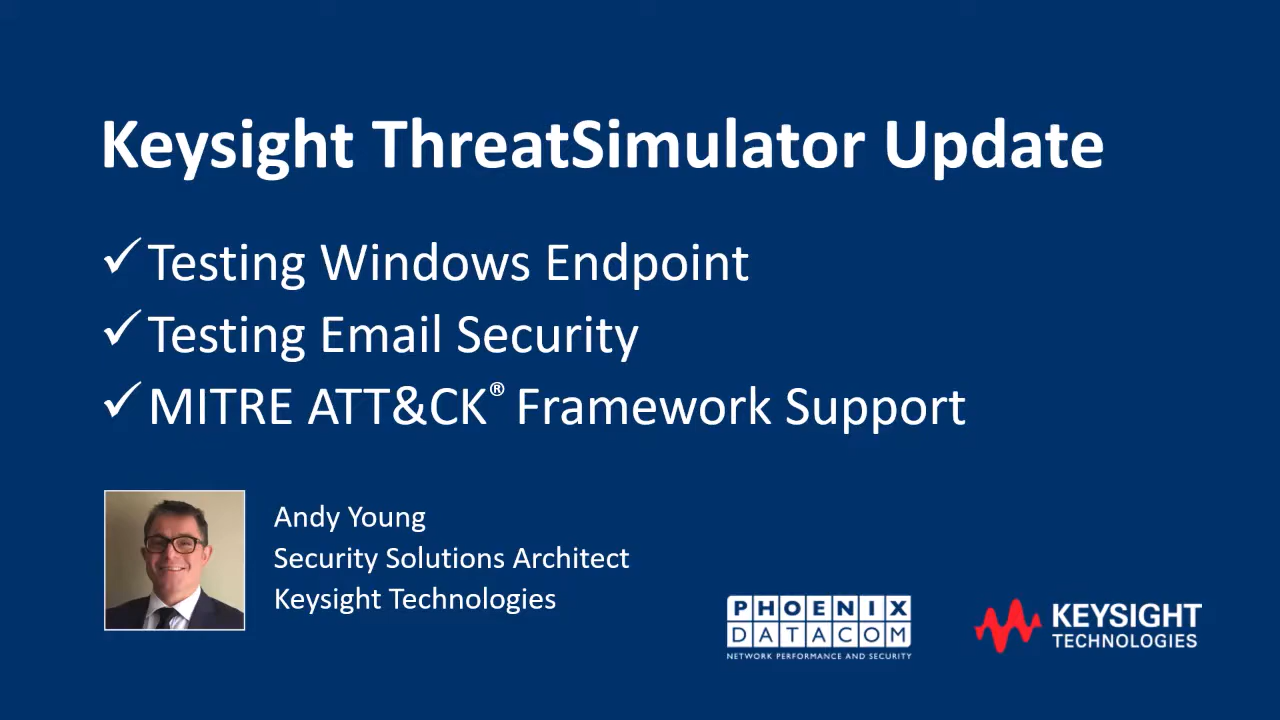 Keysight ThreatSimulator Update
✓Testing Windows Endpoint
✓Testing Email Security
✓MITRE ATT&CK® Framework Support
Andy Young
Security Solutions Architect
Keysight Technologies
PHOENIX
DATACOM
NETWORK PERFORMANCE AND SECURITY
KEYSIGHT
TECHNOLOGIES